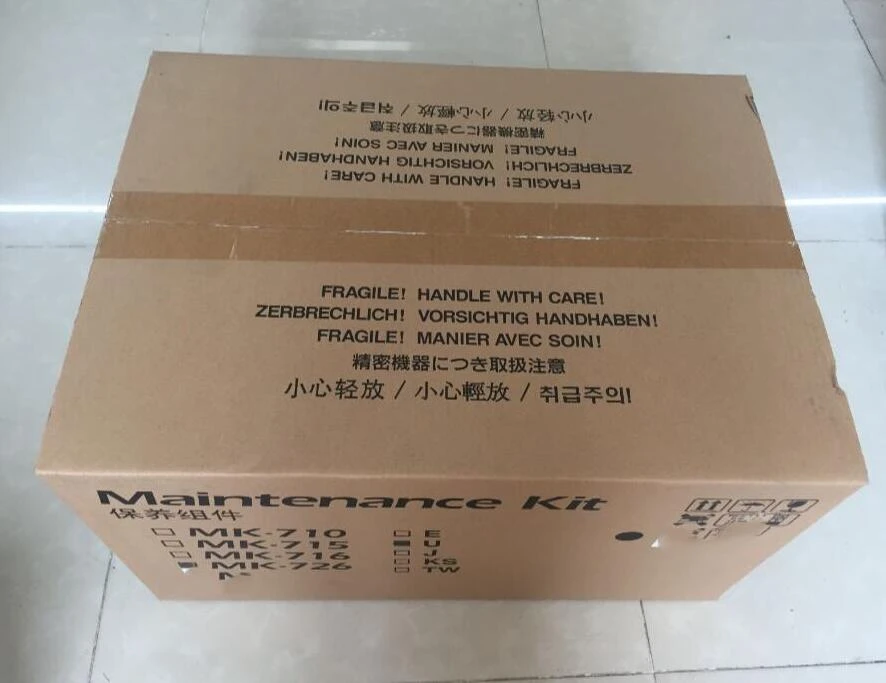 小心轻放 / 小心輕放 / 취급주의!
精密機器につき取扱注意
FRAGILE! MANIER AVEC SOIN!
ZERBRECHLICH! VORSICHTIG HANDHABEN!
FRAGILE! HANDLE WITH CARE!
FRAGILE! HANDLE WITH CARE!
ZERBRECHLICH! VORSICHTIG HANDHABEN!
FRAGILE! MANIER AVEC SOIN!
精密機器につき取扱注意
小心轻放 / 小心輕放 / 취급주의!
Maintenance Kit
保养组件
MK-710 E
MK-715 U
MK-716 J
MK-726 KS
TW